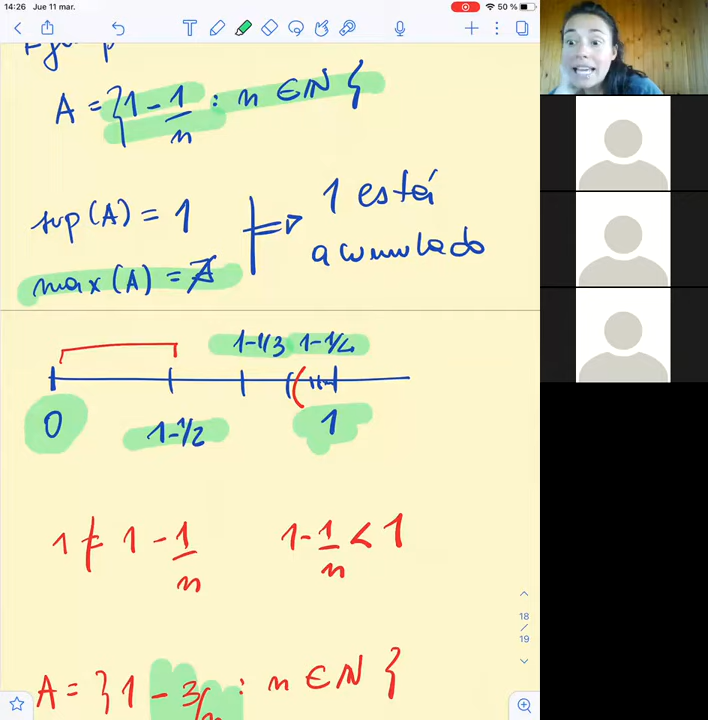 14:26 Jue 11 mar.
50 %
A = } 1 - 1/n : n ∈ N {
sup(A) = 1 ⇒ 1 está
acumulado
max(A) = ∄
1-1/3 1-1/4
0 1-1/2 1
1 ≠ 1 - 1/n 1 - 1/n < 1
18
/
19
A = } 1 - 3/n : n ∈ N {